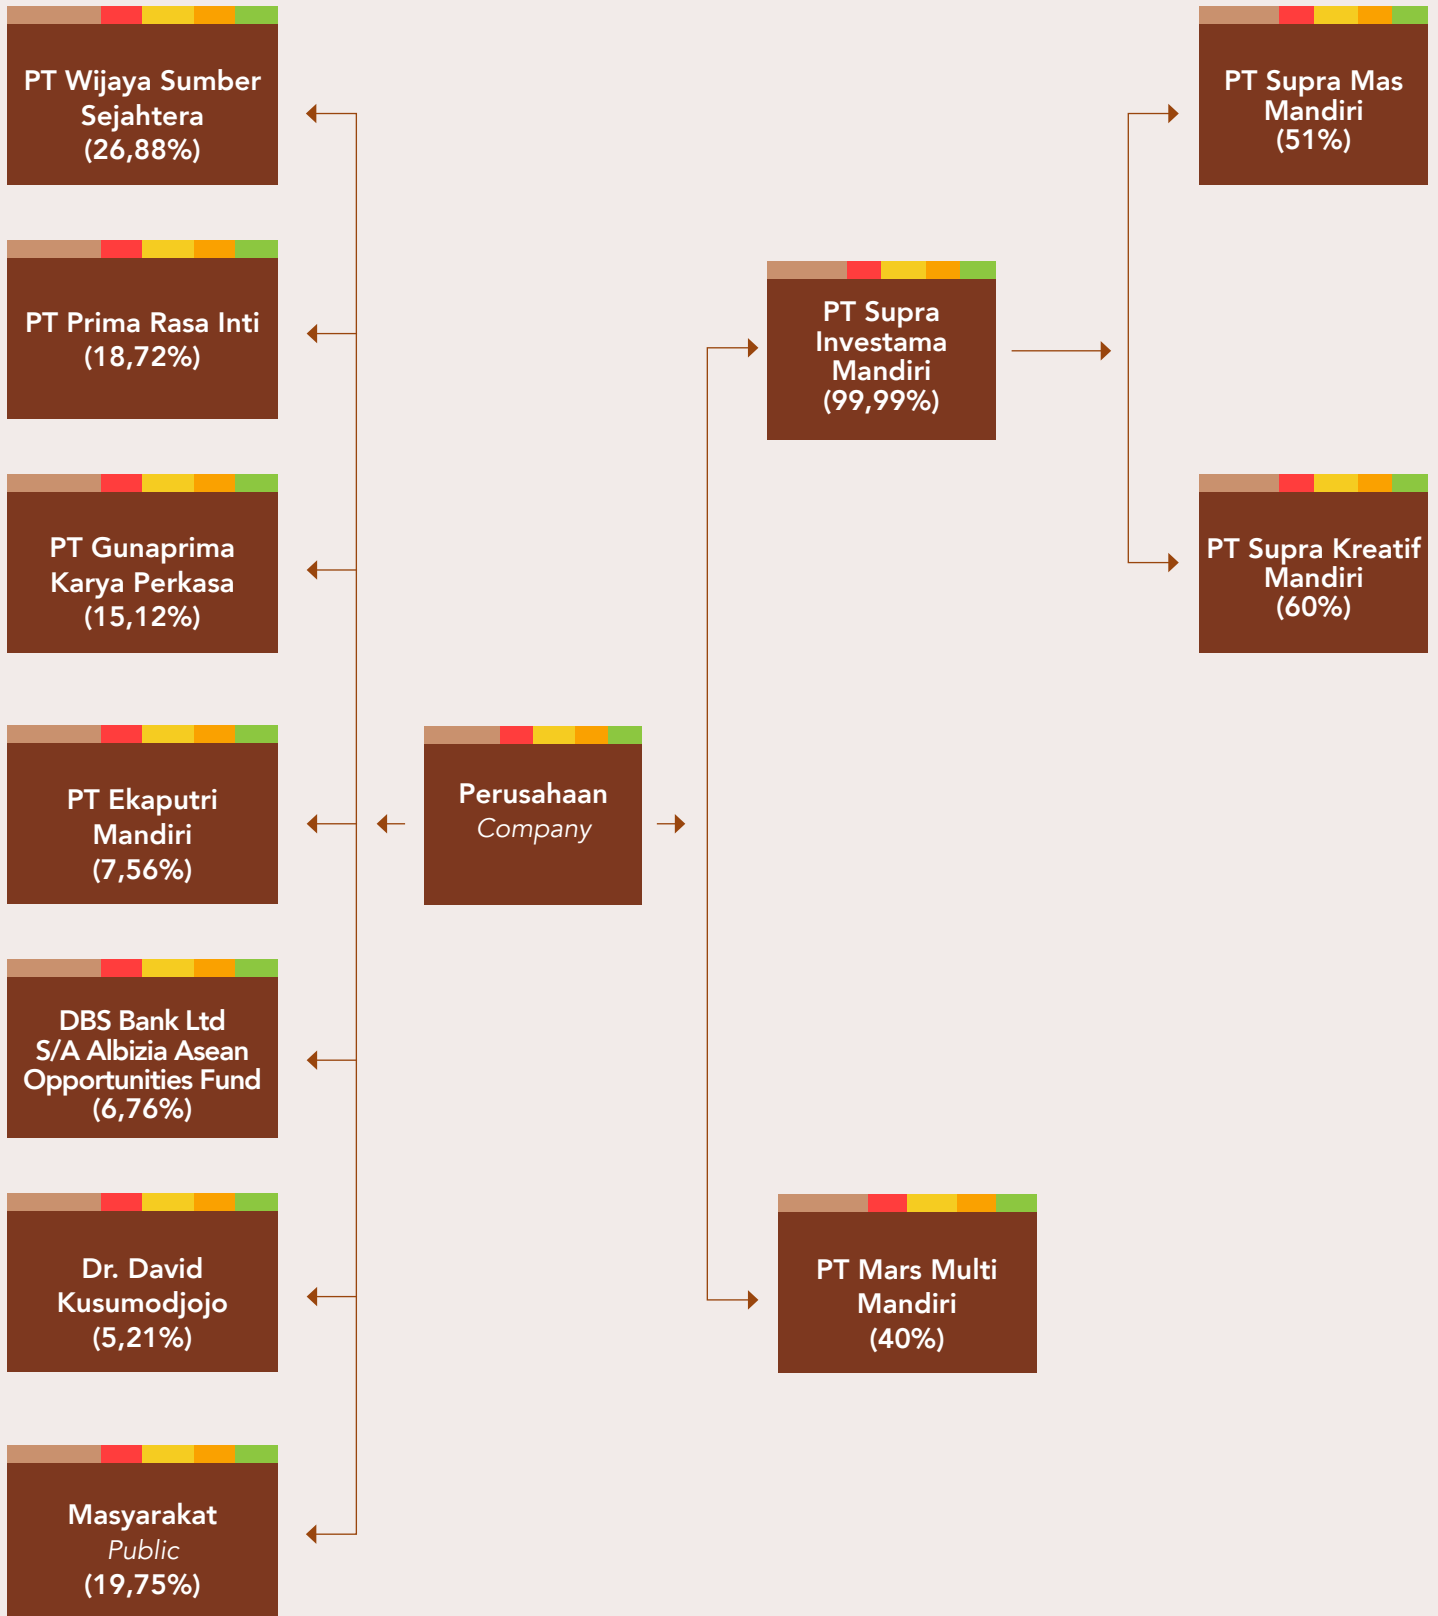 PT Wijaya Sumber
Sejahtera
(26,88%)
PT Prima Rasa Inti
(18,72%)
PT Gunaprima
Karya Perkasa
(15,12%)
PT Ekaputri
Mandiri
(7,56%)
DBS Bank Ltd
S/A Albizia Asean
Opportunities Fund
(6,76%)
Dr. David
Kusumodjojo
(5,21%)
Masyarakat
Public
(19,75%)
Perusahaan
Company
PT Supra
Investama
Mandiri
(99,99%)
PT Mars Multi
Mandiri
(40%)
PT Supra Mas
Mandiri
(51%)
PT Supra Kreatif
Mandiri
(60%)